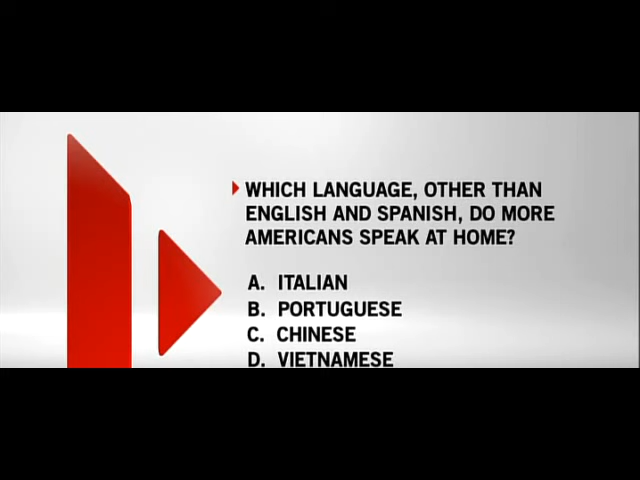 WHICH LANGUAGE, OTHER THAN
ENGLISH AND SPANISH, DO MORE
AMERICANS SPEAK AT HOME?
A. ITALIAN
B. PORTUGUESE
C. CHINESE
D. VIETNAMESE